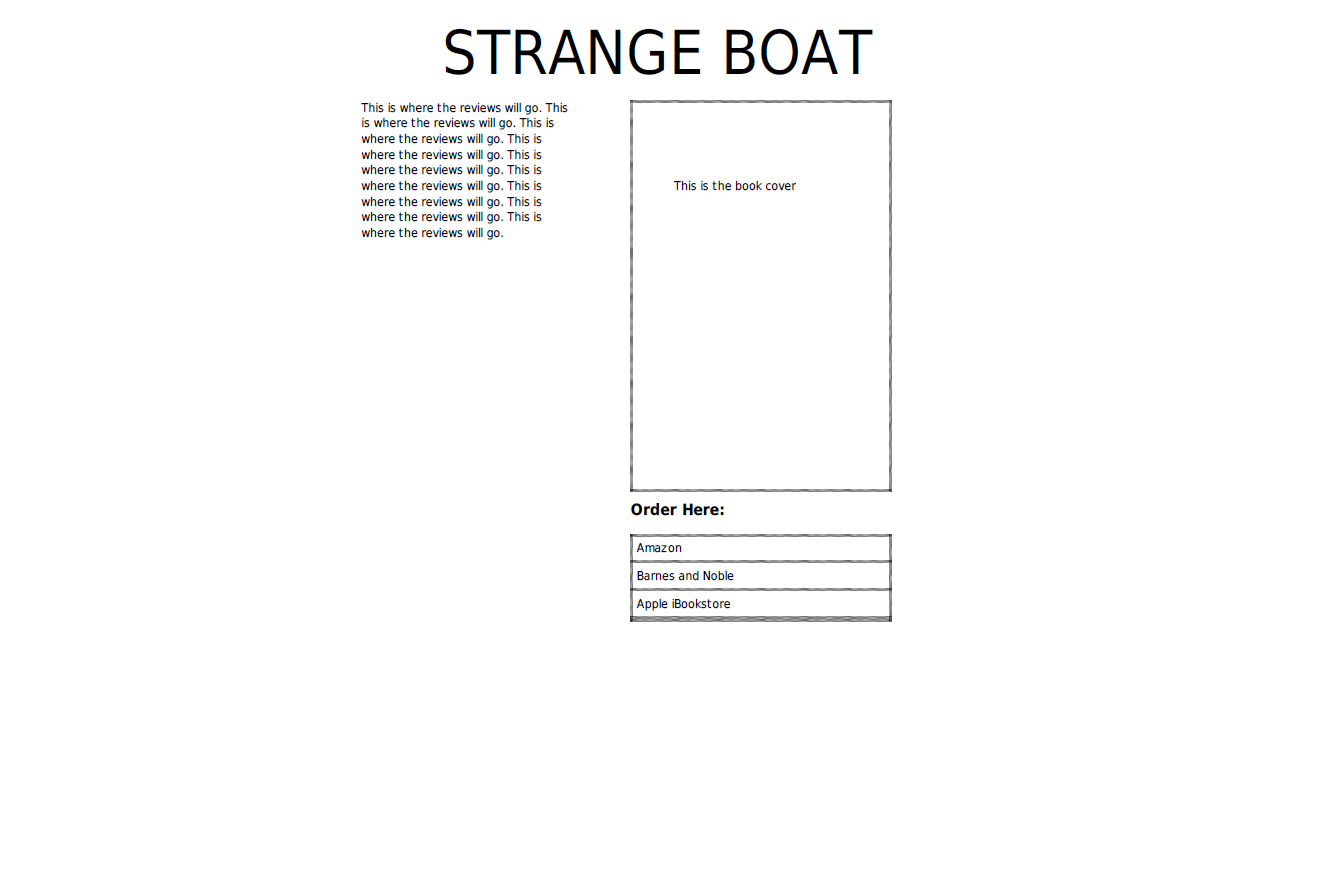 STRANGE BOAT
This is where the reviews will go. This
is where the reviews will go. This is
where the reviews will go. This is
where the reviews will go. This is
where the reviews will go. This is
where the reviews will go. This is
where the reviews will go. This is
where the reviews will go. This is
where the reviews will go.
This is the book cover
Order Here:
Amazon
Barnes and Noble
Apple iBookstore